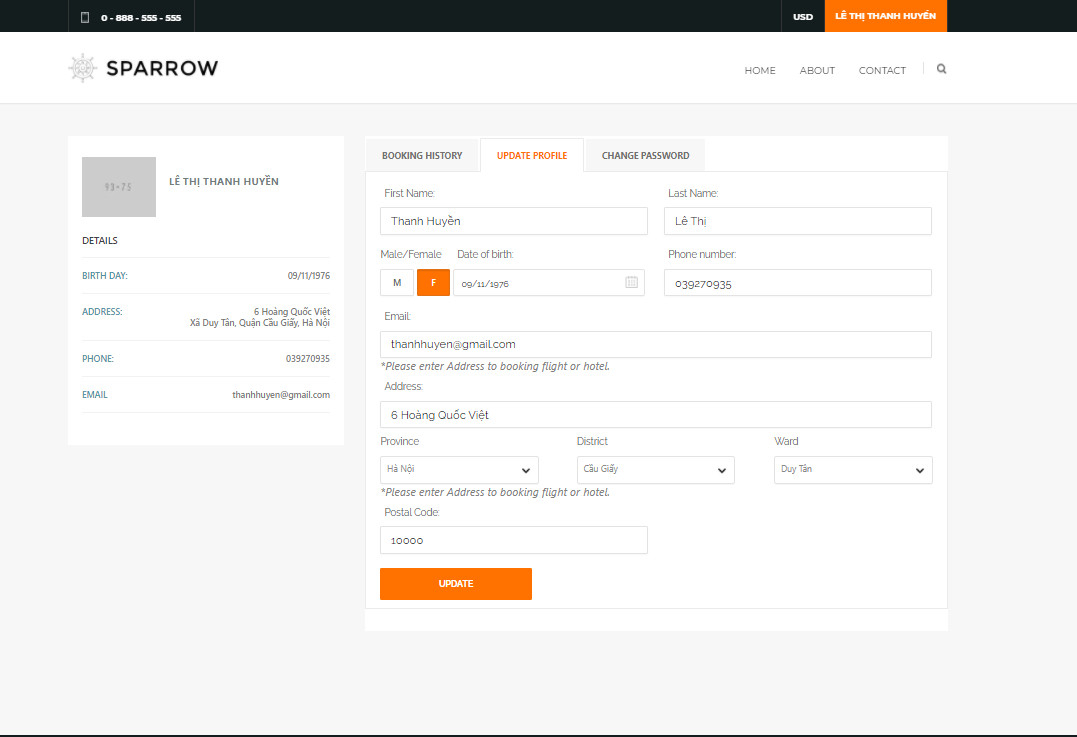 0 - 888 - 555 - 555
USD
LÊ THỊ THANH HUYỀN
SPARROW
HOME
ABOUT
CONTACT
93×75
LÊ THỊ THANH HUYỀN
DETAILS
BIRTH DAY:
09/11/1976
ADDRESS:
6 Hoàng Quốc Việt
Xã Duy Tân, Quận Cầu Giấy, Hà Nội
PHONE:
039270935
EMAIL
thanhhuyen@gmail.com
BOOKING HISTORY
UPDATE PROFILE
CHANGE PASSWORD
First Name:
Last Name:
Thanh Huyền
Lê Thị
Male/Female
Date of birth:
Phone number:
M
F
09/11/1976
039270935
Email:
thanhhuyen@gmail.com
*Please enter Address to booking flight or hotel.
Address:
6 Hoàng Quốc Việt
Province
District
Ward
Hà Nội
Cầu Giấy
Duy Tân
*Please enter Address to booking flight or hotel.
Postal Code:
10000
UPDATE